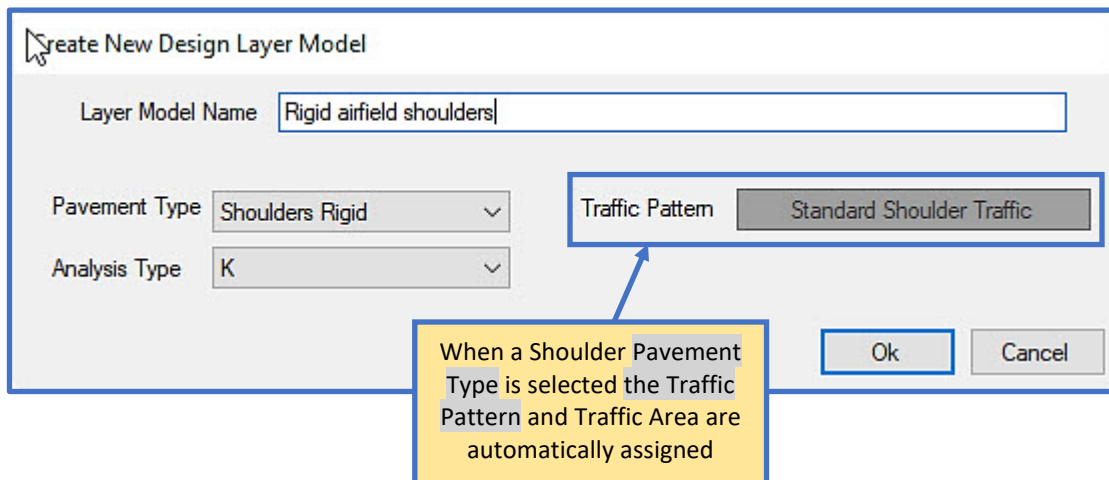 Create New Design Layer Model
Layer Model Name Rigid airfield shoulders
Pavement Type Shoulders Rigid Traffic Pattern Standard Shoulder Traffic
Analysis Type K
Ok Cancel
When a Shoulder Pavement
Type is selected the Traffic
Pattern and Traffic Area are
automatically assigned